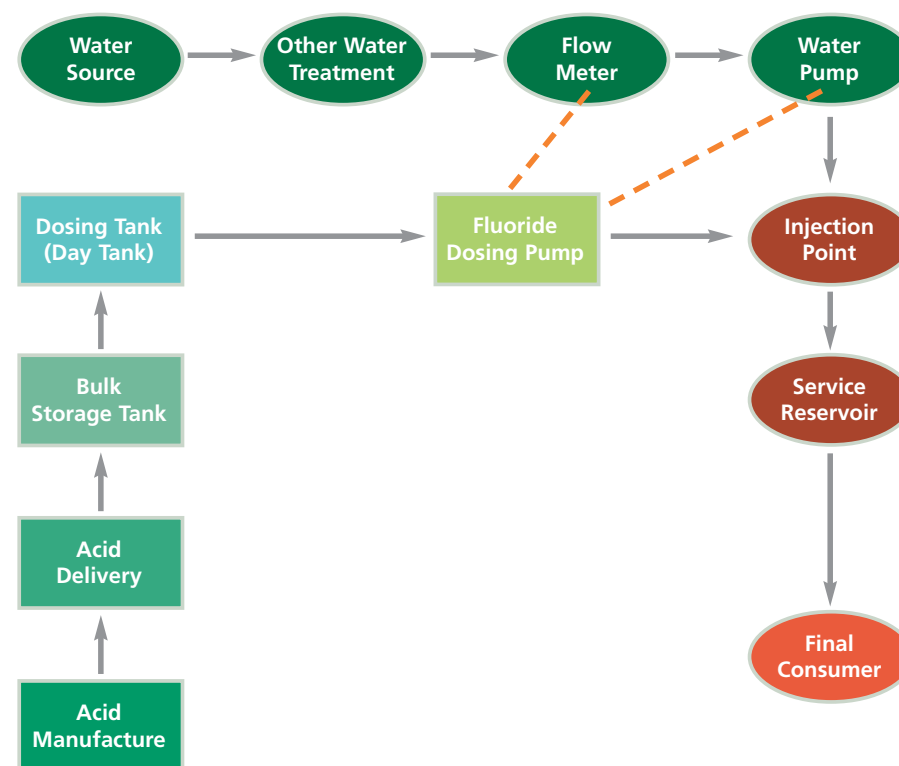 Water
Source
Other Water
Treatment
Flow
Meter
Water
Pump
Dosing Tank
(Day Tank)
Fluoride
Dosing Pump
Injection
Point
Bulk
Storage Tank
Service
Reservoir
Acid
Delivery
Final
Consumer
Acid
Manufacture